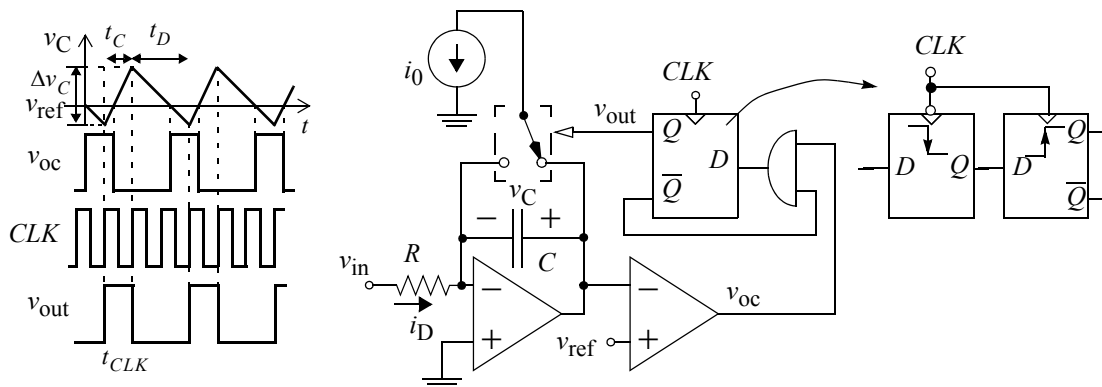 v_C
t_C
t_D
Δv_C
v_ref
t
v_oc
CLK
v_out
t_CLK
i_0
v_out
v_C
− +
C
v_in
R
i_D
−
+
−
+
v_ref
v_oc
CLK
Q
D
Q̅
CLK
D
Q
D
Q
Q̅